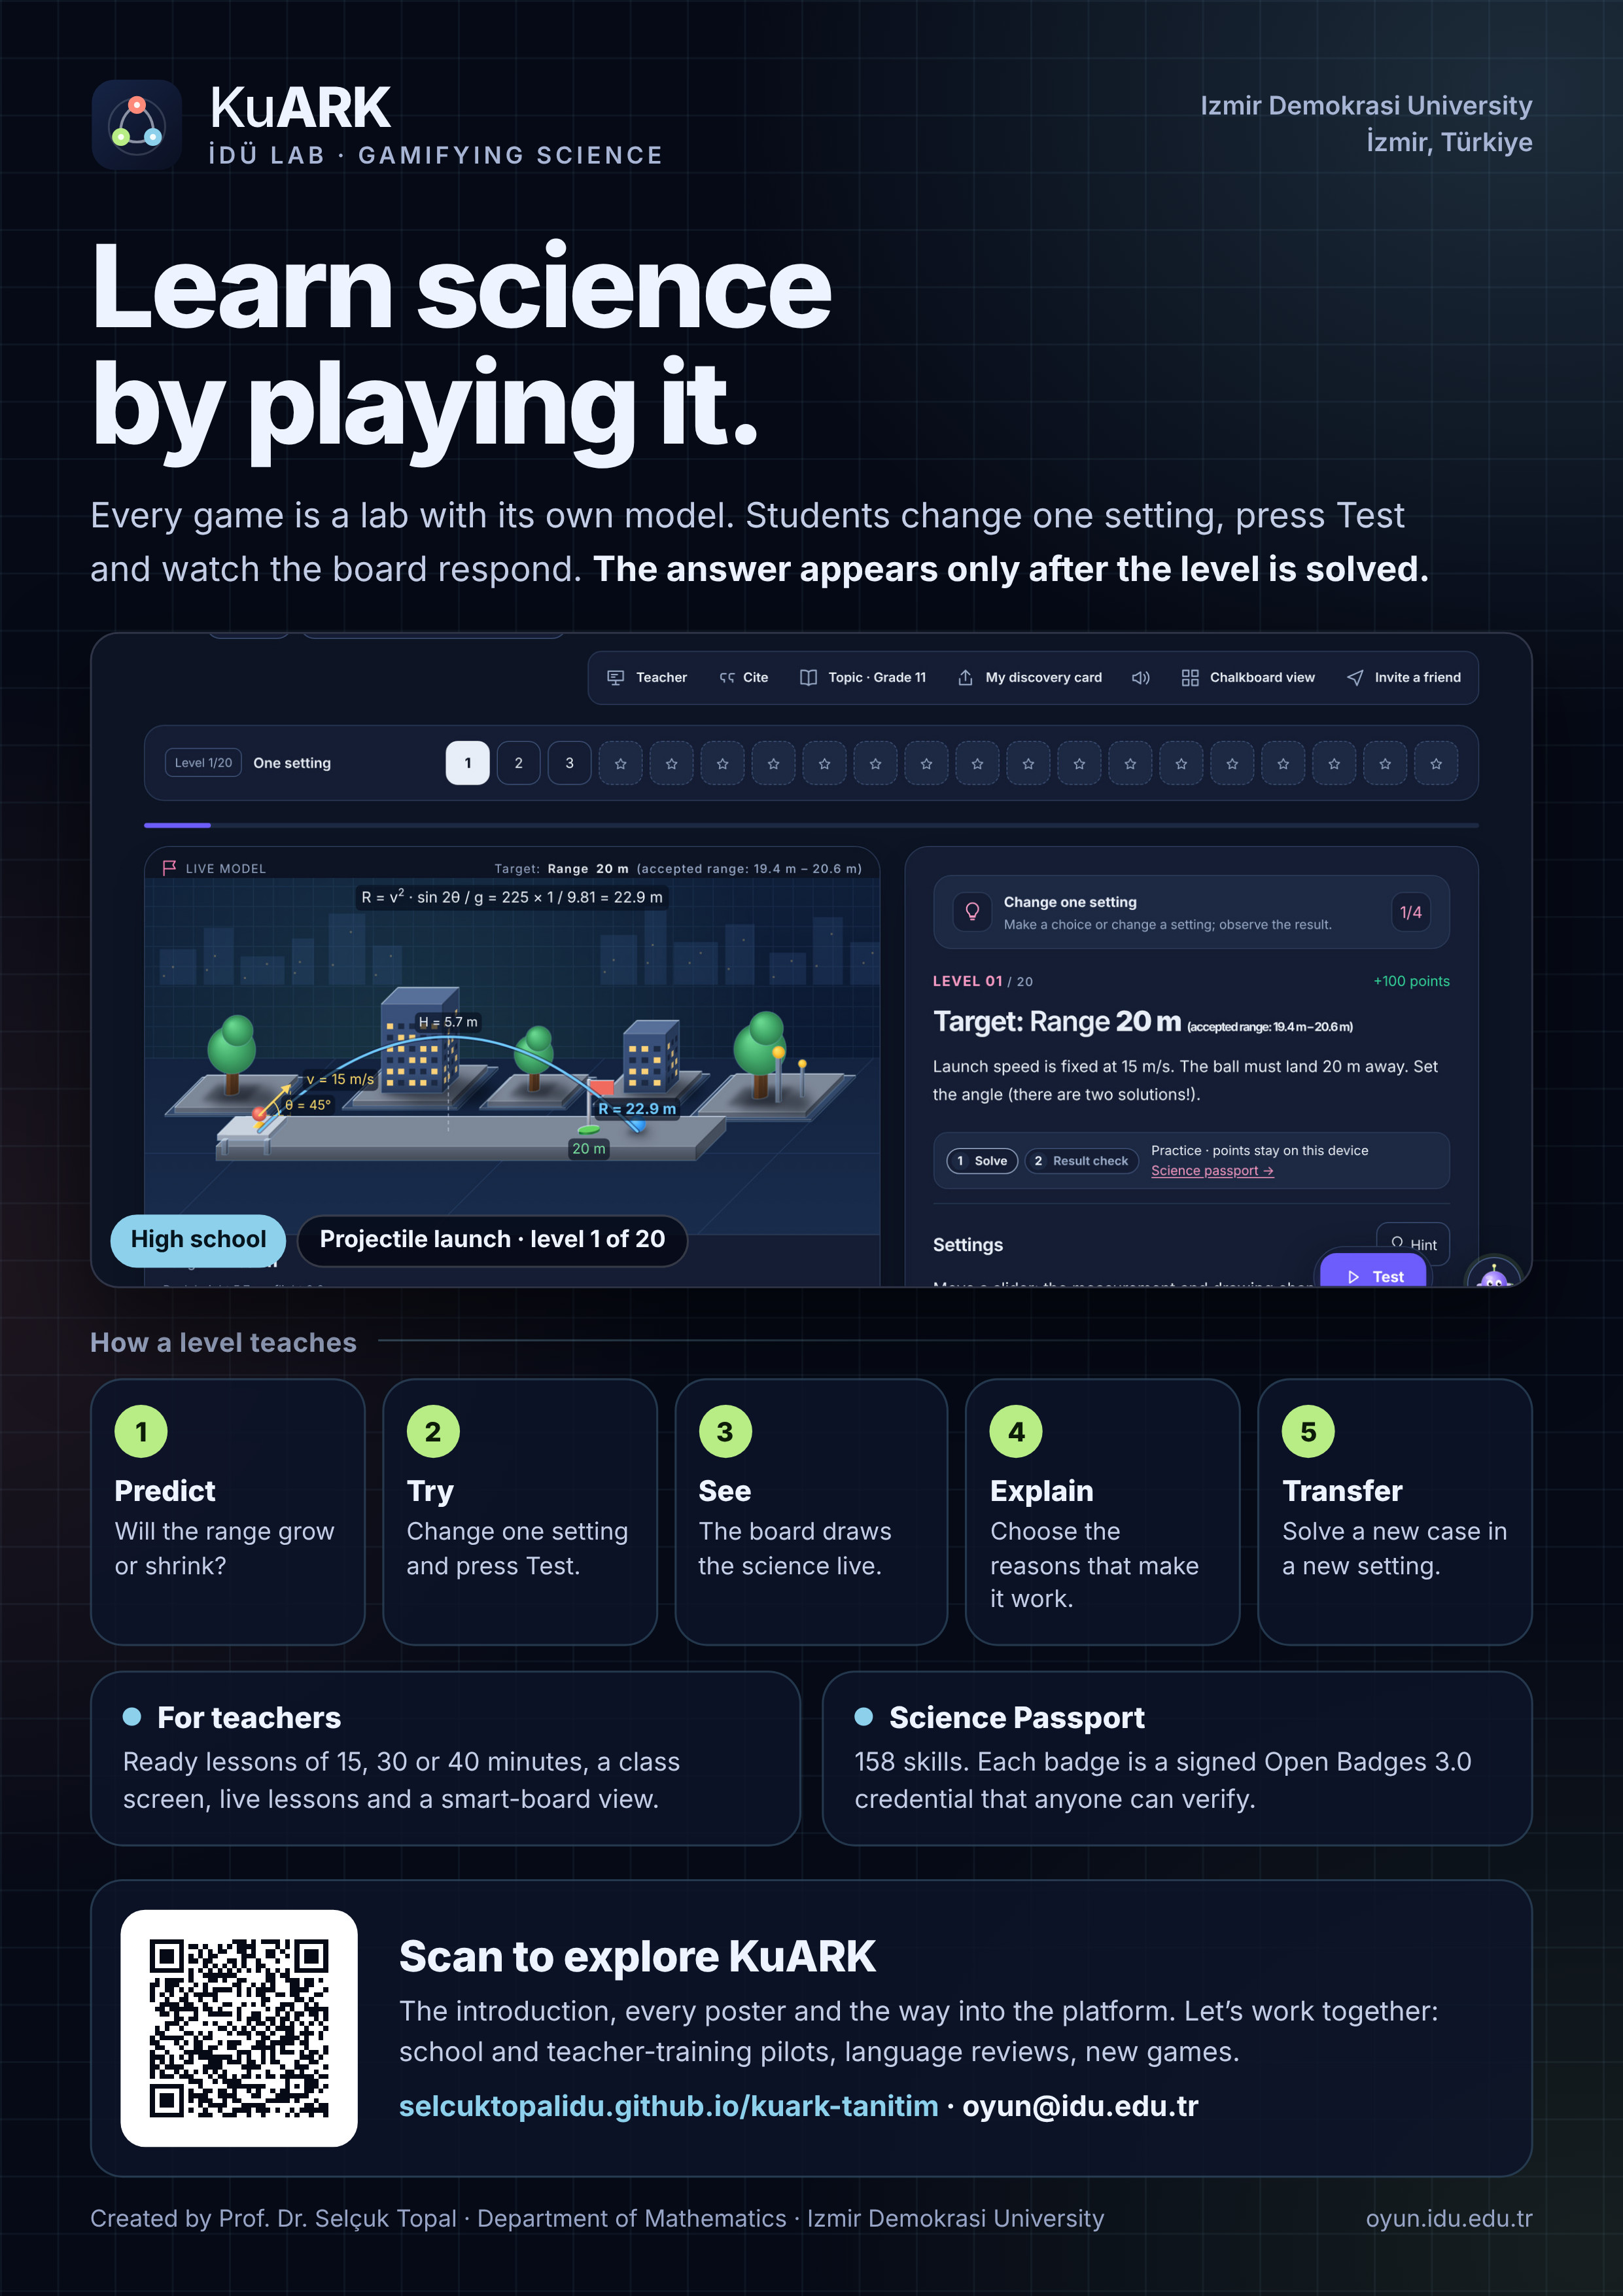 KuARK
İDÜ LAB · GAMIFYING SCIENCE
Izmir Demokrasi University
İzmir, Türkiye
Learn science
by playing it.
Every game is a lab with its own model. Students change one setting, press Test
and watch the board respond. The answer appears only after the level is solved.
Teacher
Cite
Topic · Grade 11
My discovery card
Chalkboard view
Invite a friend
Level 1/20
One setting
1
2
3
LIVE MODEL
Target: Range 20 m (accepted range: 19.4 m – 20.6 m)
R = v² · sin 2θ / g = 225 × 1 / 9.81 = 22.9 m
H = 5.7 m
v = 15 m/s
θ = 45°
R = 22.9 m
20 m
High school
Projectile launch · level 1 of 20
Change one setting
Make a choice or change a setting; observe the result.
1/4
LEVEL 01 / 20
+100 points
Target: Range 20 m (accepted range: 19.4 m – 20.6 m)
Launch speed is fixed at 15 m/s. The ball must land 20 m away. Set
the angle (there are two solutions!).
1 Solve
2 Result check
Practice · points stay on this device
Science passport →
Settings
Hint
Test
How a level teaches
1
Predict
Will the range grow
or shrink?
2
Try
Change one setting
and press Test.
3
See
The board draws
the science live.
4
Explain
Choose the
reasons that make
it work.
5
Transfer
Solve a new case in
a new setting.
For teachers
Ready lessons of 15, 30 or 40 minutes, a class
screen, live lessons and a smart-board view.
Science Passport
158 skills. Each badge is a signed Open Badges 3.0
credential that anyone can verify.
Scan to explore KuARK
The introduction, every poster and the way into the platform. Let's work together:
school and teacher-training pilots, language reviews, new games.
selcuktopalidu.github.io/kuark-tanitim · oyun@idu.edu.tr
Created by Prof. Dr. Selçuk Topal · Department of Mathematics · Izmir Demokrasi University
oyun.idu.edu.tr